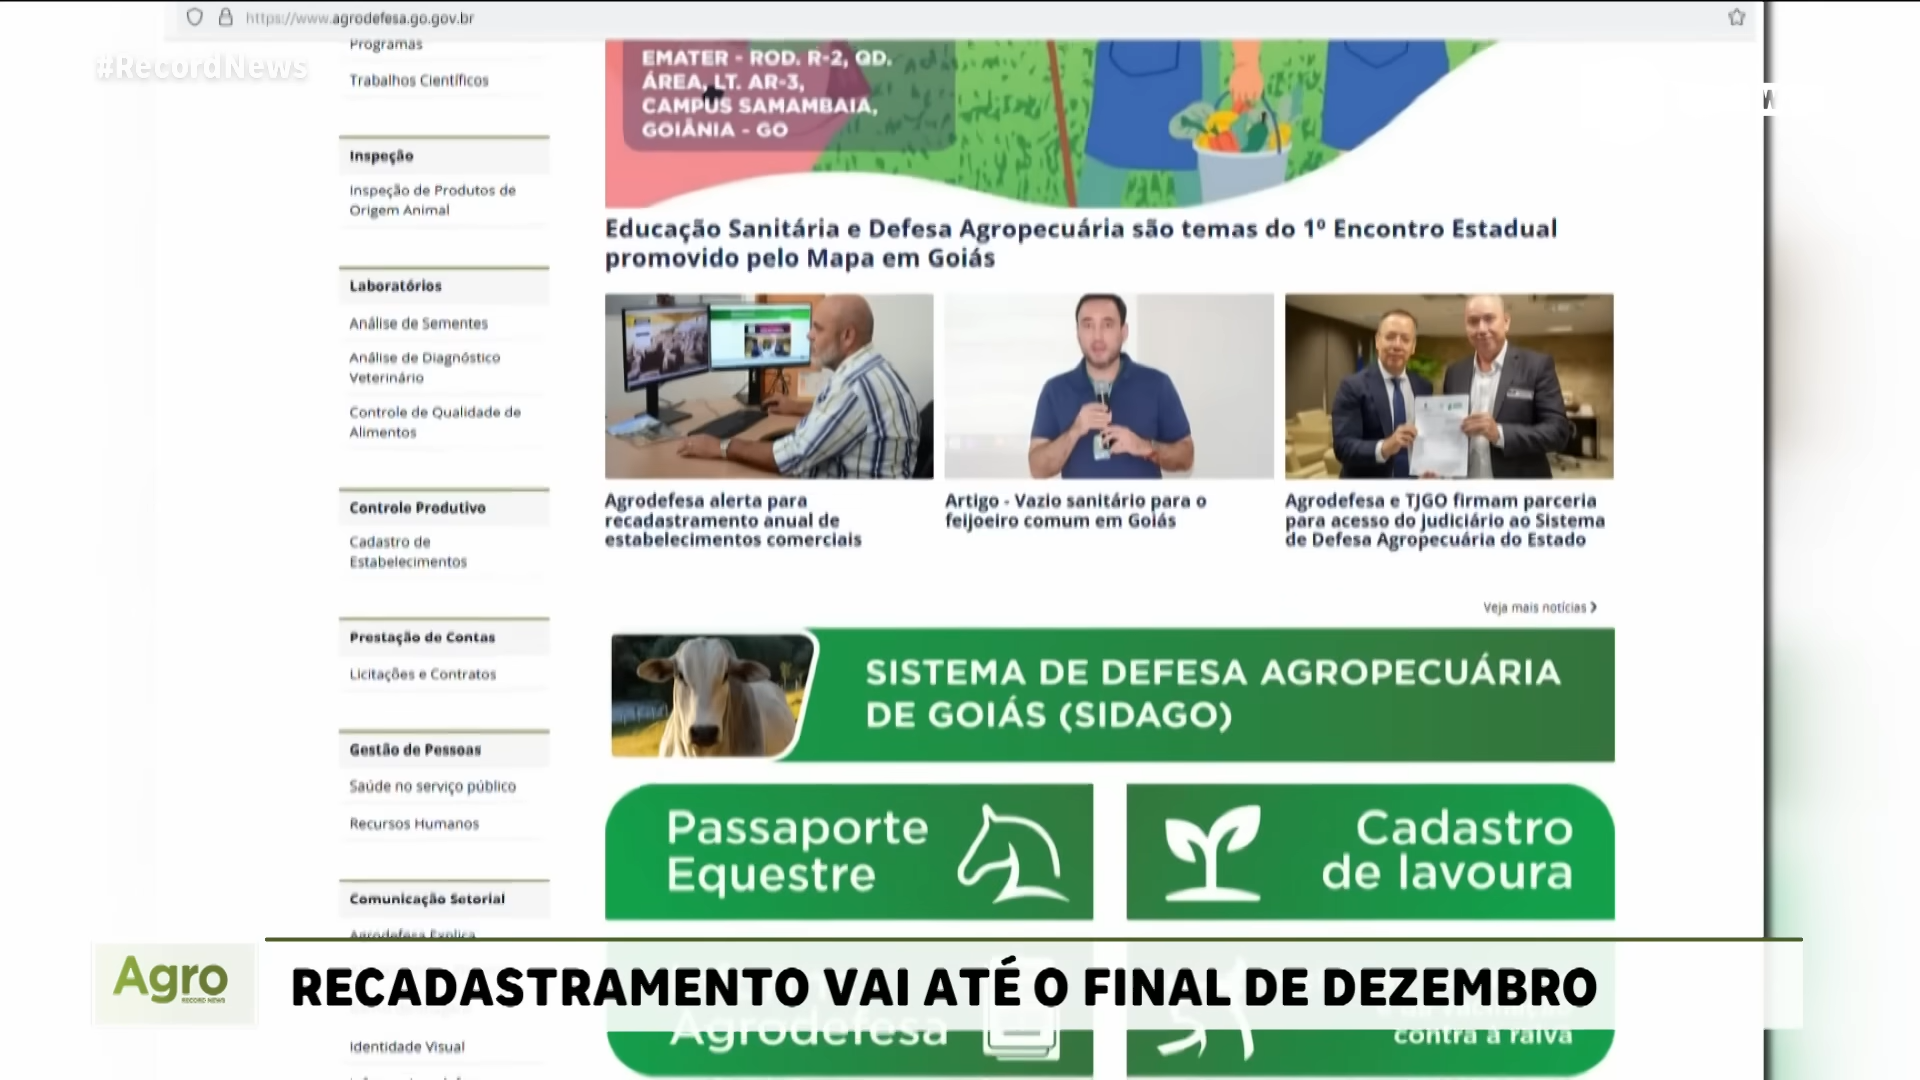 https://www.agrodefesa.go.gov.br
#RecordNews
W
Programas
Trabalhos Científicos
Inspeção
Inspeção de Produtos de
Origem Animal
Laboratórios
Análise de Sementes
Análise de Diagnóstico
Veterinário
Controle de Qualidade de
Alimentos
Controle Produtivo
Cadastro de
Estabelecimentos
Prestação de Contas
Licitações e Contratos
Gestão de Pessoas
Saúde no serviço público
Recursos Humanos
Comunicação Setorial
Agrodefesa Explica
Identidade Visual
EMATER - ROD. R-2, QD.
ÁREA, LT. AR-3,
CAMPUS SAMAMBAIA,
GOIÂNIA - GO
Educação Sanitária e Defesa Agropecuária são temas do 1º Encontro Estadual
promovido pelo Mapa em Goiás
Agrodefesa alerta para
recadastramento anual de
estabelecimentos comerciais
Artigo - Vazio sanitário para o
feijoeiro comum em Goiás
Agrodefesa e TJGO firmam parceria
para acesso do Judiciário ao Sistema
de Defesa Agropecuária do Estado
Veja mais notícias
SISTEMA DE DEFESA AGROPECUÁRIA
DE GOIÁS (SIDAGO)
Passaporte
Equestre
Cadastro
de lavoura
Agrodefesa
contra a raiva
Agro
RECORD NEWS
RECADASTRAMENTO VAI ATÉ O FINAL DE DEZEMBRO